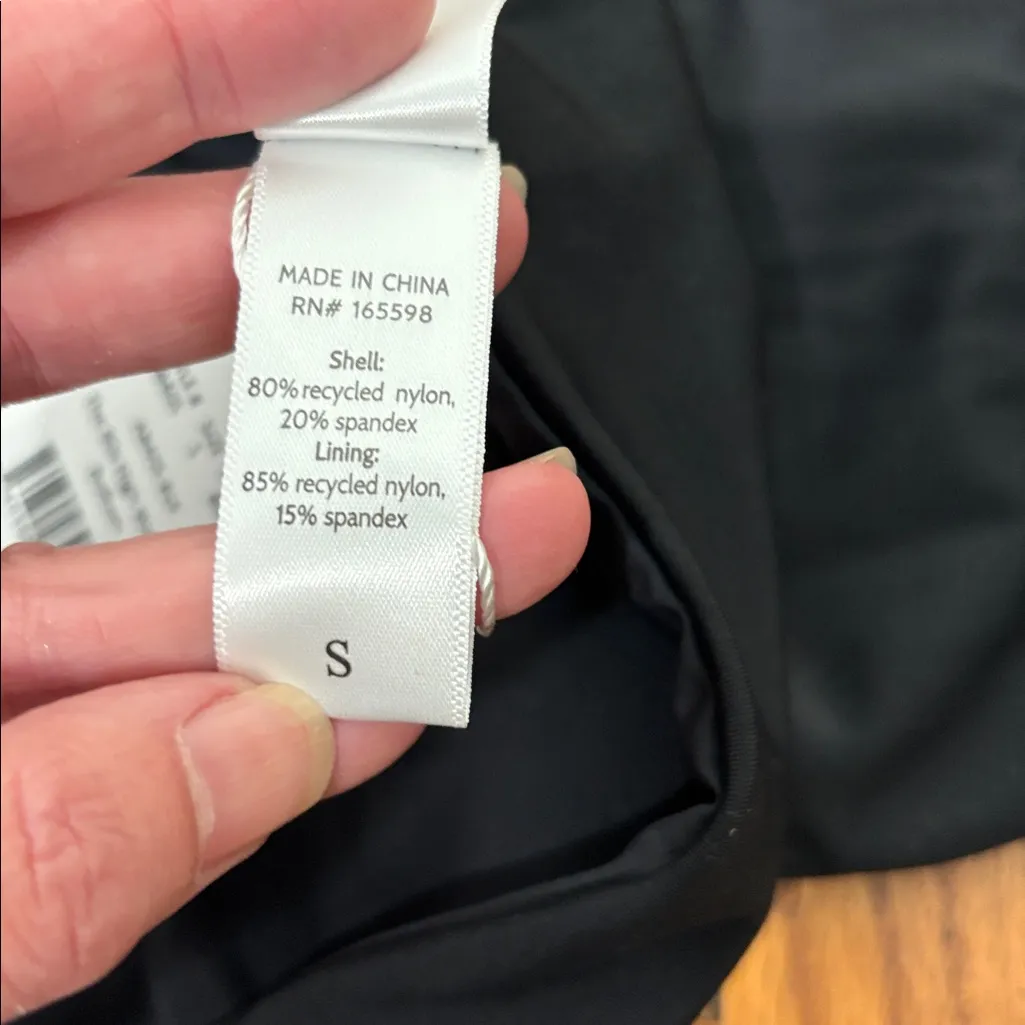 MADE IN CHINA
RN# 165598
Shell:
80% recycled nylon,
20% spandex
Lining:
85% recycled nylon,
15% spandex
S